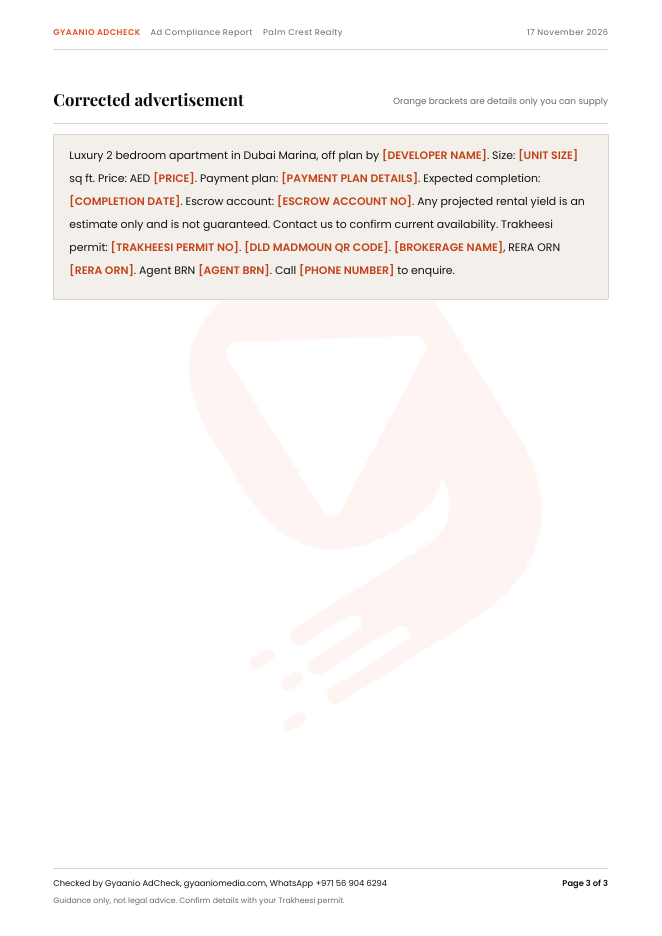 GYAANIO ADCHECK Ad Compliance Report Palm Crest Realty 17 November 2026
Corrected advertisement Orange brackets are details only you can supply
Luxury 2 bedroom apartment in Dubai Marina, off plan by [DEVELOPER NAME]. Size: [UNIT SIZE]
sq ft. Price: AED [PRICE]. Payment plan: [PAYMENT PLAN DETAILS]. Expected completion:
[COMPLETION DATE]. Escrow account: [ESCROW ACCOUNT NO]. Any projected rental yield is an
estimate only and is not guaranteed. Contact us to confirm current availability. Trakheesi
permit: [TRAKHEESI PERMIT NO]. [DLD MADMOUN QR CODE]. [BROKERAGE NAME], RERA ORN
[RERA ORN]. Agent BRN [AGENT BRN]. Call [PHONE NUMBER] to enquire.
Checked by Gyaanio AdCheck, gyaaniomedia.com, WhatsApp +971 56 904 6294 Page 3 of 3
Guidance only, not legal advice. Confirm details with your Trakheesi permit.